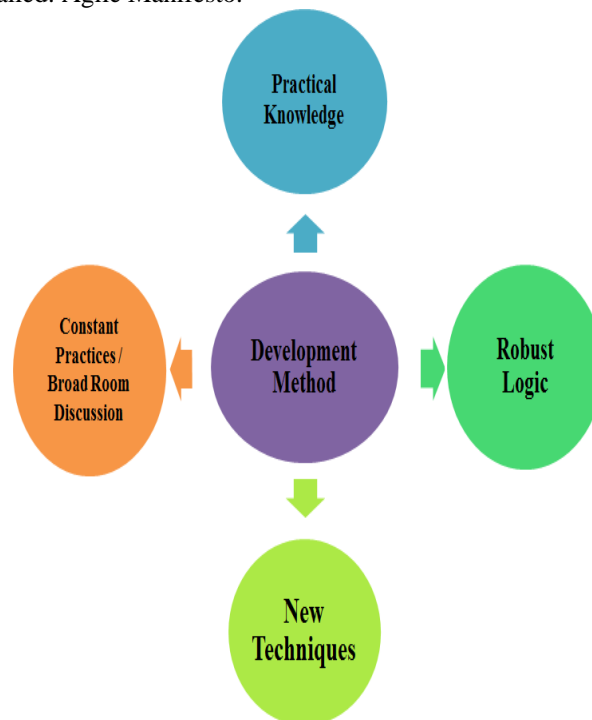 Agile Manifesto.
Practical
Knowledge
Constant
Practices /
Broad Room
Discussion
Development
Method
Robust
Logic
New
Techniques